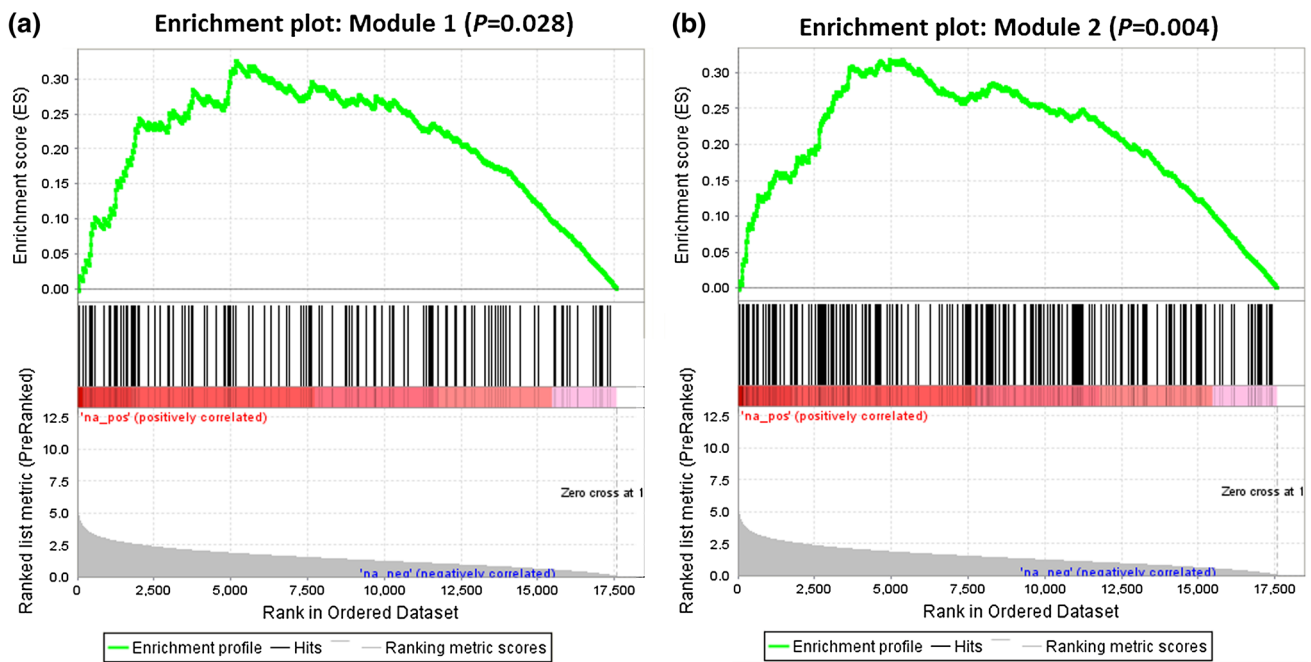 (a) Enrichment plot: Module 1 (P=0.028)
Enrichment score (ES)
0.30
0.25
0.20
0.15
0.10
0.05
0.00
Ranked list metric (PreRanked)
'na_pos' (positively correlated)
12.5
10.0
7.5
5.0
2.5
0.0
Zero cross at 1
'na_neg' (negatively correlated)
0 2,500 5,000 7,500 10,000 12,500 15,000 17,500
Rank in Ordered Dataset
Enrichment profile Hits Ranking metric scores
(b) Enrichment plot: Module 2 (P=0.004)
Enrichment score (ES)
0.30
0.25
0.20
0.15
0.10
0.05
0.00
Ranked list metric (PreRanked)
'na_pos' (positively correlated)
12.5
10.0
7.5
5.0
2.5
0.0
Zero cross at 1
'na_neg' (negatively correlated)
0 2,500 5,000 7,500 10,000 12,500 15,000 17,500
Rank in Ordered Dataset
Enrichment profile Hits Ranking metric scores